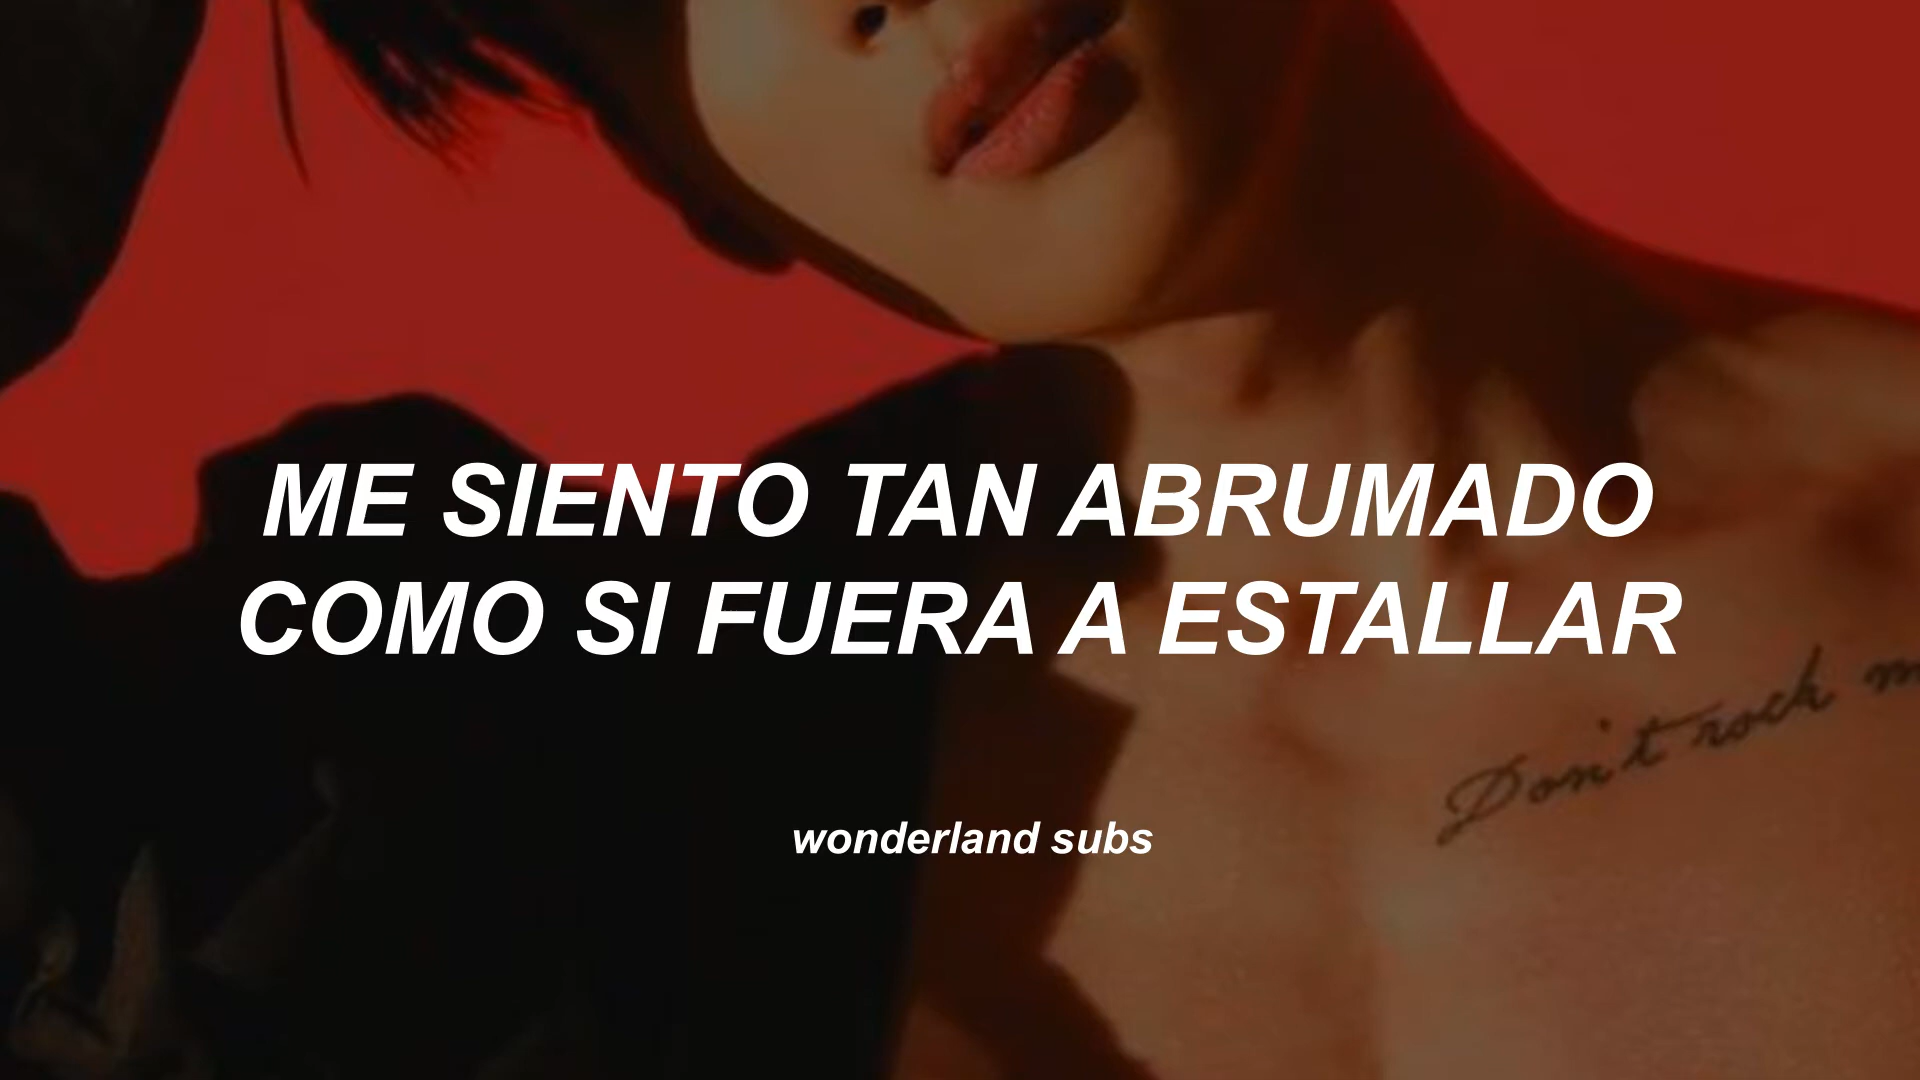 ME SIENTO TAN ABRUMADO
COMO SI FUERA A ESTALLAR
Don't rock m
wonderland subs